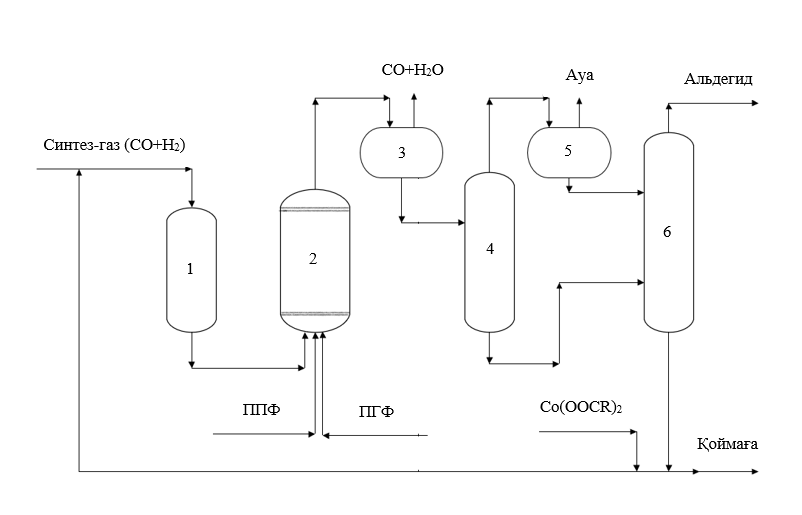 CO+H₂O
Ауа
Альдегид
Синтез-газ (CO+H₂)
3
5
6
4
2
1
ППФ
ПГФ
Co(OOCR)₂
Қоймаға